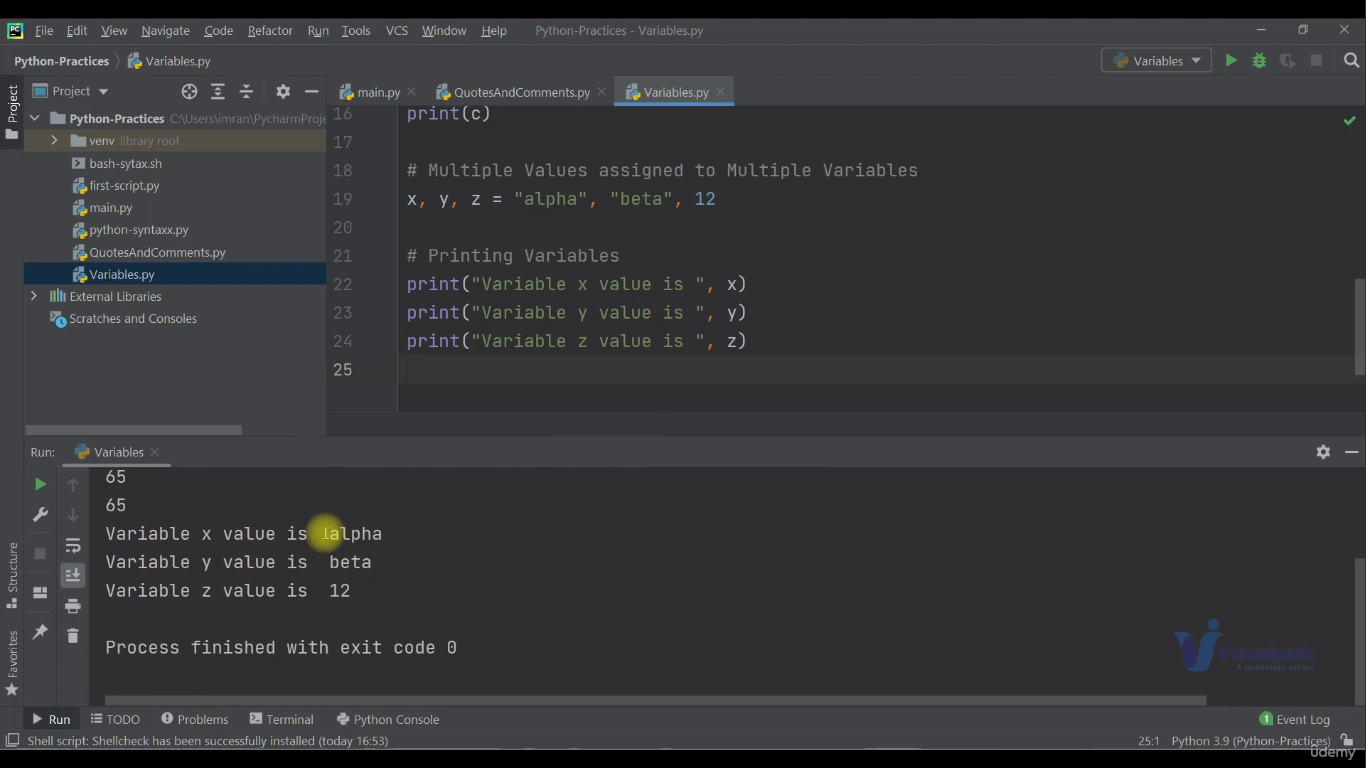 PC File Edit View Navigate Code Refactor Run Tools VCS Window Help Python-Practices - Variables.py
Python-Practices Variables.py Variables
Project Project main.py QuotesAndComments.py Variables.py
Python-Practices C:\Users\imran\PycharmProje
venv library root
bash-sytax.sh
first-script.py
main.py
python-syntaxx.py
QuotesAndComments.py
Variables.py
External Libraries
Scratches and Consoles
16 print(c)
17
18 # Multiple Values assigned to Multiple Variables
19 x, y, z = "alpha", "beta", 12
20
21 # Printing Variables
22 print("Variable x value is ", x)
23 print("Variable y value is ", y)
24 print("Variable z value is ", z)
25
Run: Variables
65
65
Variable x value is  alpha
Variable y value is  beta
Variable z value is  12
Process finished with exit code 0
Structure
Favorites
Visualpath
A technology school
Run TODO Problems Terminal Python Console 1 Event Log
Shell script: Shellcheck has been successfully installed (today 16:53) 25:1 Python 3.9 (Python-Practices)
udemy